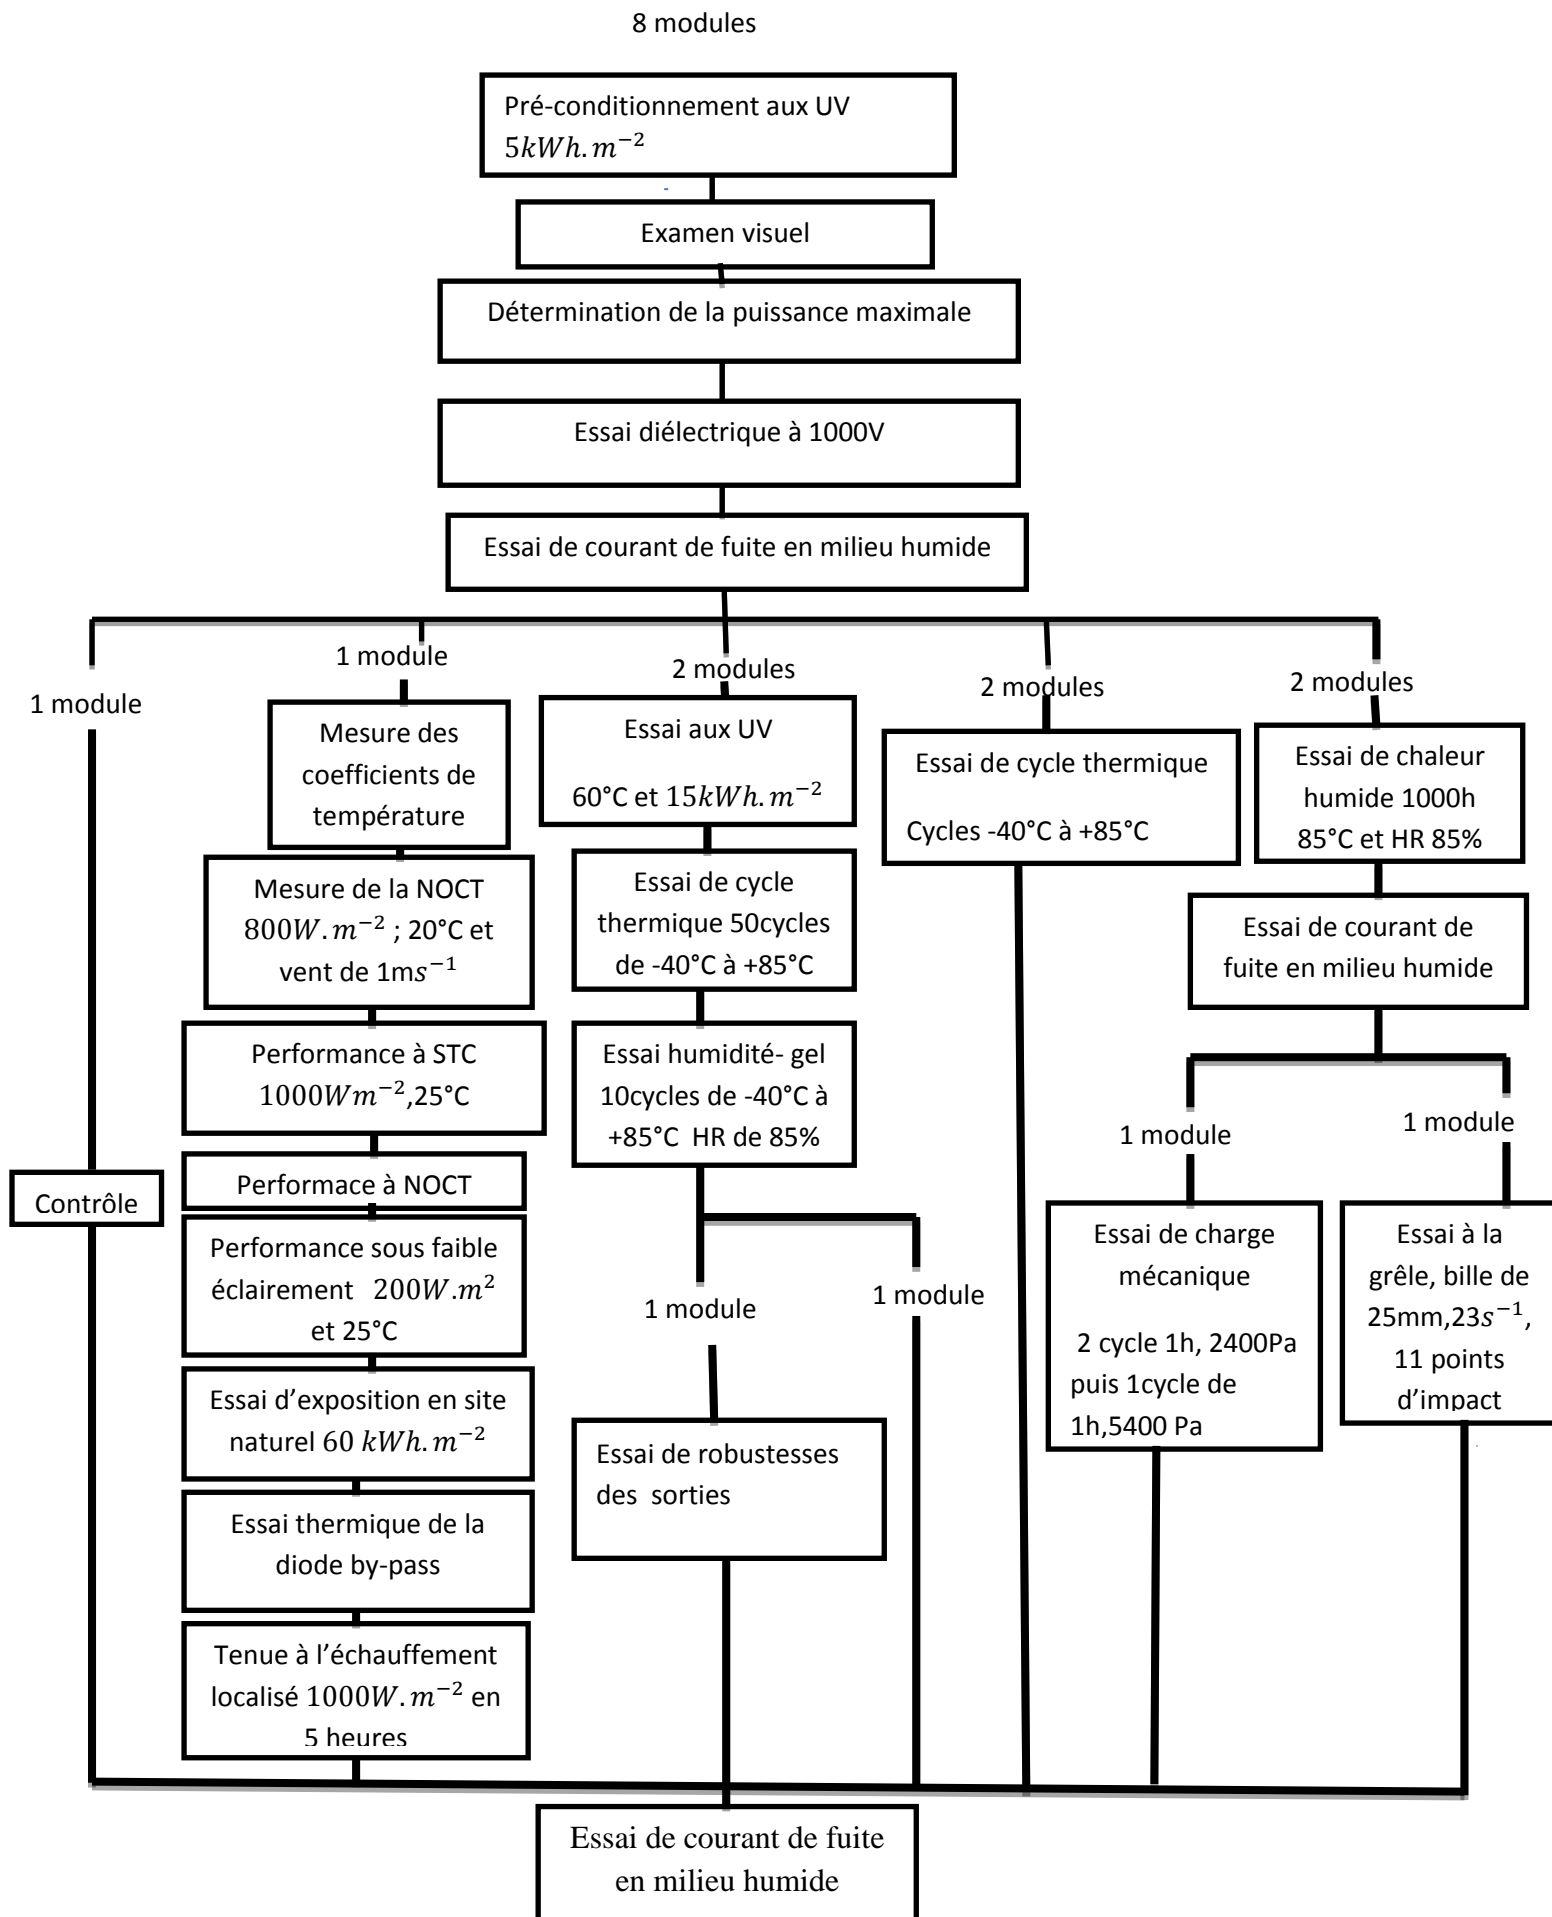 8 modules
Pré-conditionnement aux UV
5kWh.m⁻²
Examen visuel
Détermination de la puissance maximale
Essai diélectrique à 1000V
Essai de courant de fuite en milieu humide
1 module
Contrôle
1 module
Mesure des
coefficients de
température
Mesure de la NOCT
800W.m⁻² ; 20°C et
vent de 1ms⁻¹
Performance à STC
1000Wm⁻²,25°C
Performace à NOCT
Performance sous faible
éclairement 200W.m²
et 25°C
Essai d'exposition en site
naturel 60 kWh.m⁻²
Essai thermique de la
diode by-pass
Tenue à l'échauffement
localisé 1000W.m⁻² en
5 heures
2 modules
Essai aux UV
60°C et 15kWh.m⁻²
Essai de cycle
thermique 50cycles
de -40°C à +85°C
Essai humidité- gel
10cycles de -40°C à
+85°C HR de 85%
1 module
Essai de robustesses
des sorties
1 module
2 modules
Essai de cycle thermique
Cycles -40°C à +85°C
2 modules
Essai de chaleur
humide 1000h
85°C et HR 85%
Essai de courant de
fuite en milieu humide
1 module
Essai de charge
mécanique
2 cycle 1h, 2400Pa
puis 1cycle de
1h,5400 Pa
1 module
Essai à la
grêle, bille de
25mm,23s⁻¹,
11 points
d'impact
Essai de courant de fuite
en milieu humide